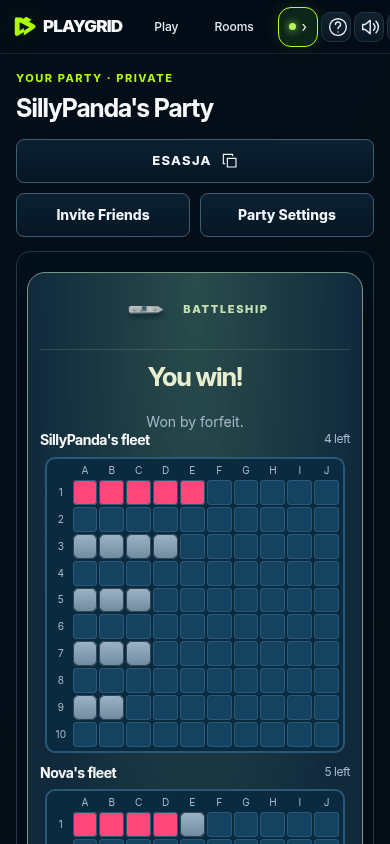 PLAYGRID Play Rooms
YOUR PARTY · PRIVATE
SillyPanda's Party
ESASJA
Invite Friends Party Settings
BATTLESHIP
You win!
Won by forfeit.
SillyPanda's fleet 4 left
A B C D E F G H I J
1
2
3
4
5
6
7
8
9
10
Nova's fleet 5 left
A B C D E F G H I J
1